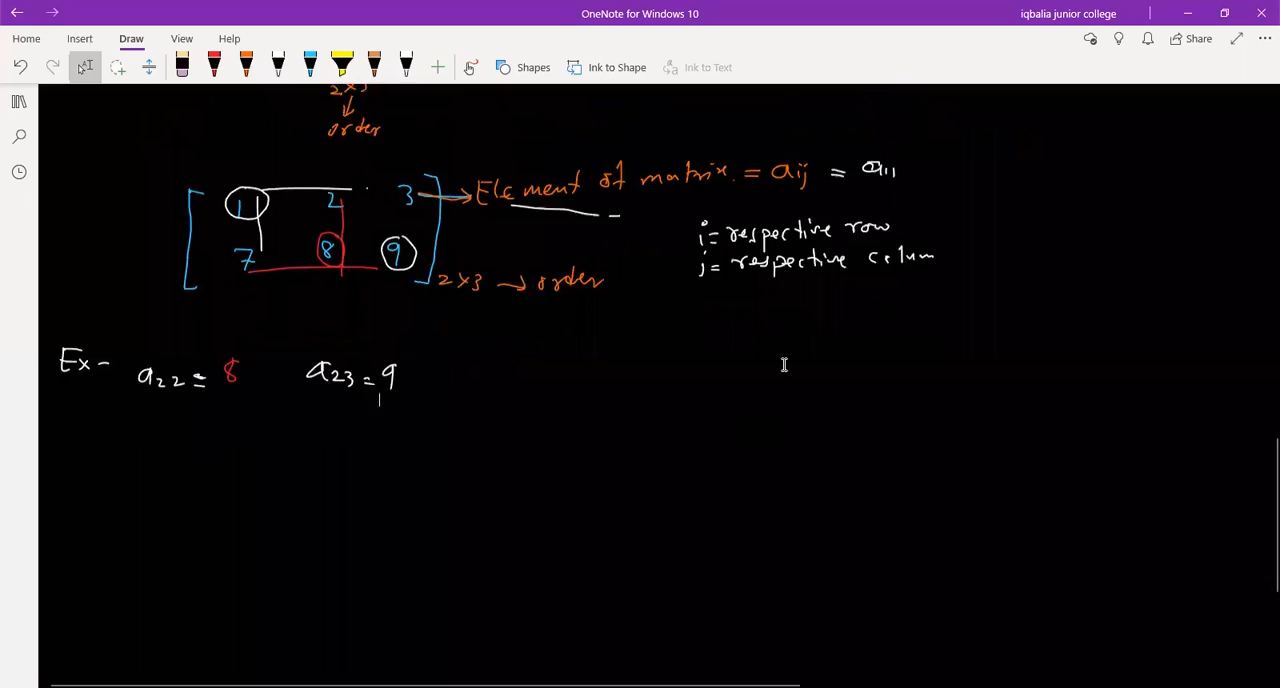 OneNote for Windows 10
iqbalia junior college
Home Insert Draw View Help
Share
Shapes Ink to Shape Ink to Text
2×3
order
1 2 3 → Element of matrix. = aij = a11
7 8 9
2×3 → order
i= respective row
j= respective colum
Ex-
a22 = 8 a23 = 9